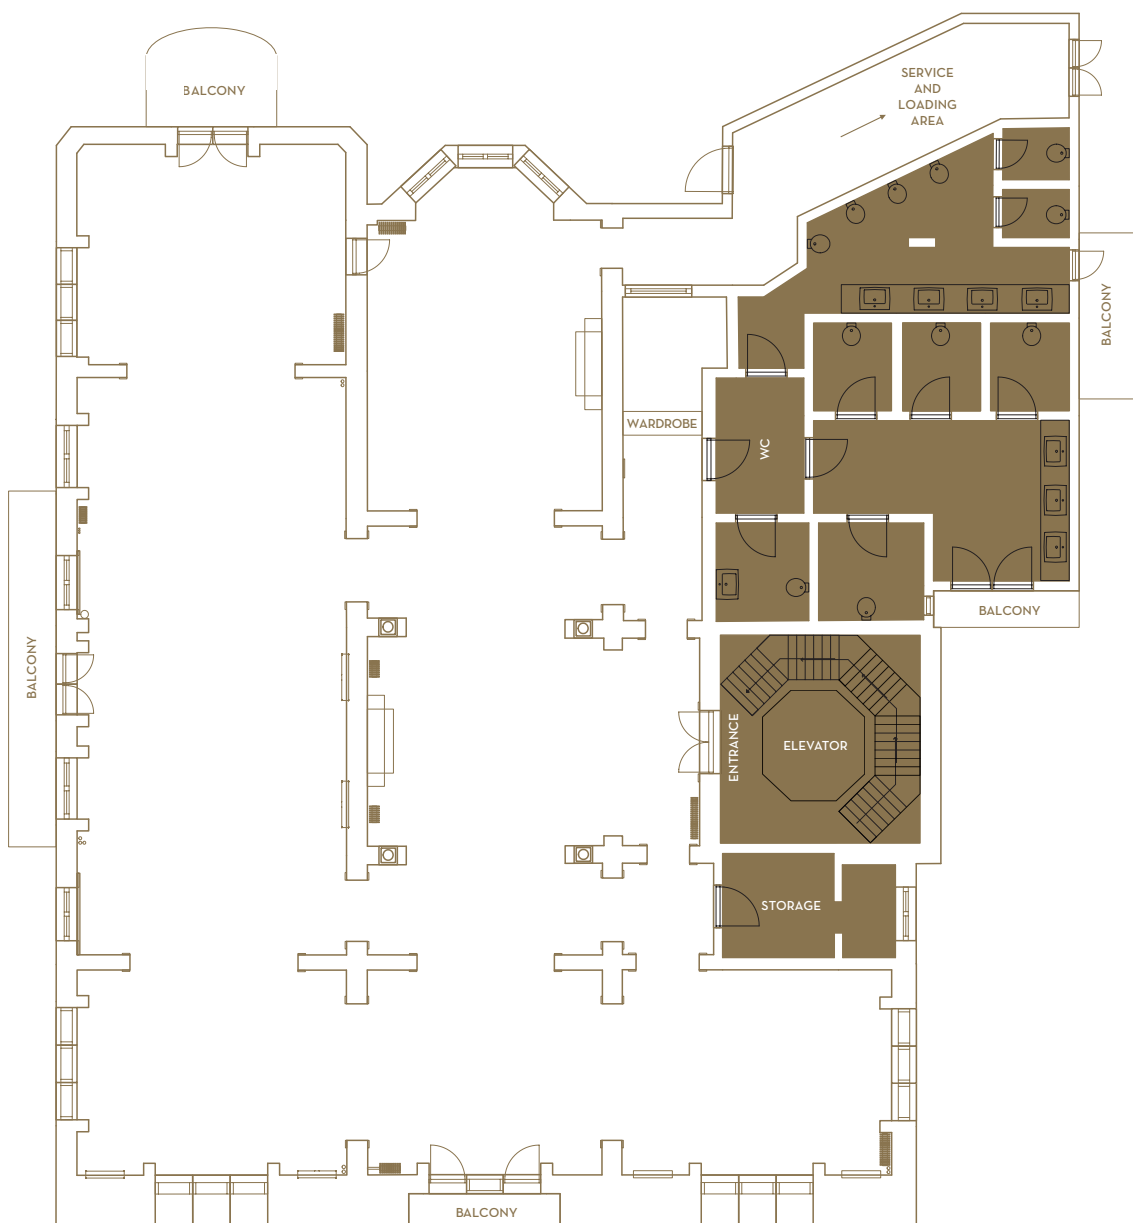 BALCONY
SERVICE
AND
LOADING
AREA
BALCONY
WARDROBE
WC
BALCONY
BALCONY
ENTRANCE
ELEVATOR
STORAGE
BALCONY